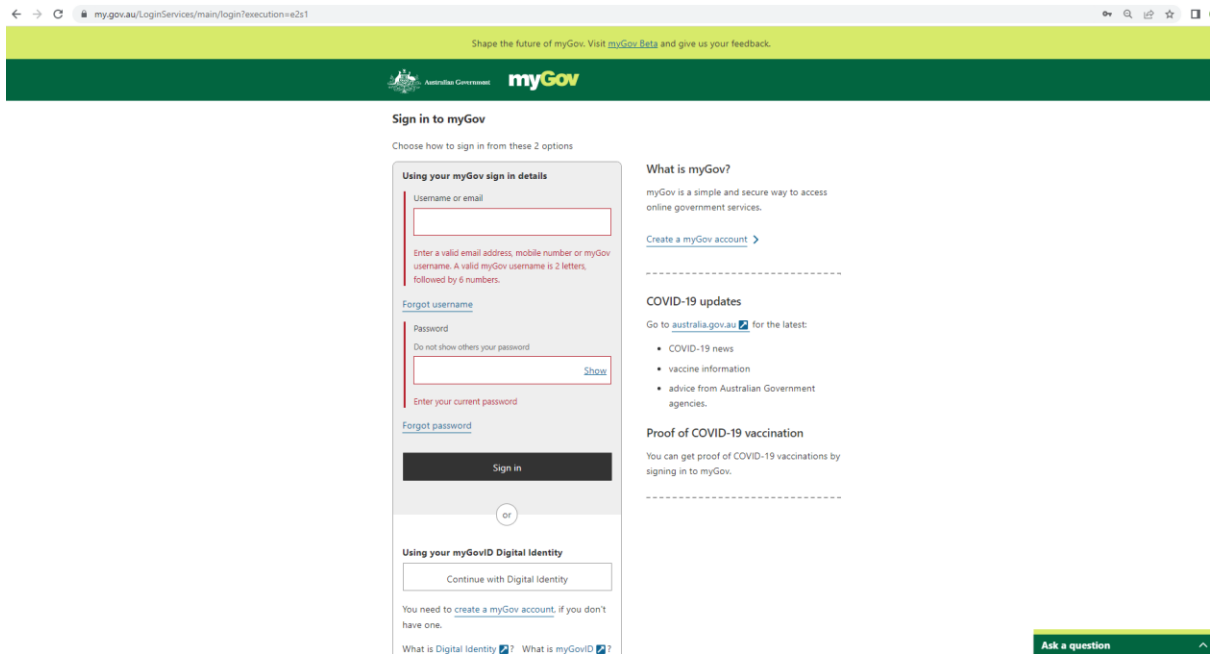 my.gov.au/LoginServices/main/login?execution=e2s1
Shape the future of myGov. Visit myGov Beta and give us your feedback.
Australian Government
myGov
Sign in to myGov
Choose how to sign in from these 2 options
Using your myGov sign in details
Username or email
Enter a valid email address, mobile number or myGov
username. A valid myGov username is 2 letters,
followed by 6 numbers.
Forgot username
Password
Do not show others your password
Show
Enter your current password
Forgot password
Sign in
or
Using your myGovID Digital Identity
Continue with Digital Identity
You need to create a myGov account, if you don't
have one.
What is Digital Identity ? What is myGovID ?
What is myGov?
myGov is a simple and secure way to access
online government services.
Create a myGov account
COVID-19 updates
Go to australia.gov.au for the latest:
• COVID-19 news
• vaccine information
• advice from Australian Government
agencies.
Proof of COVID-19 vaccination
You can get proof of COVID-19 vaccinations by
signing in to myGov.
Ask a question